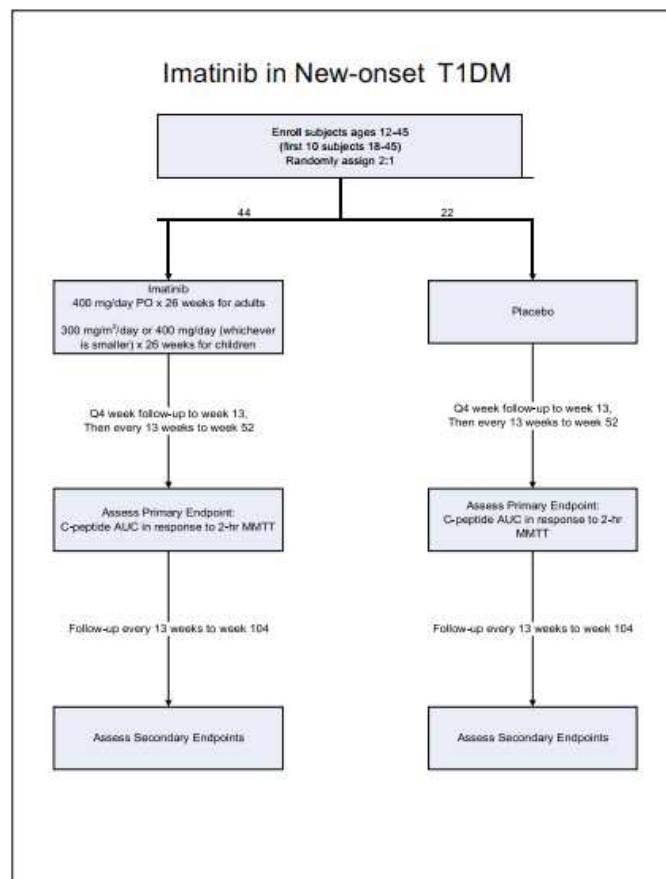 Imatinib in New-onset T1DM
Enroll subjects ages 12-45
(first 10 subjects 18-45)
Randomly assign 2:1
44
22
Imatinib
400 mg/day PO x 26 weeks for adults
300 mg/m²/day or 400 mg/day (whichever
is smaller) x 26 weeks for children
Placebo
Q4 week follow-up to week 13,
Then every 13 weeks to week 52
Q4 week follow-up to week 13,
Then every 13 weeks to week 52
Assess Primary Endpoint:
C-peptide AUC in response to 2-hr MMTT
Assess Primary Endpoint:
C-peptide AUC in response to 2-hr
MMTT
Follow-up every 13 weeks to week 104
Follow-up every 13 weeks to week 104
Assess Secondary Endpoints
Assess Secondary Endpoints